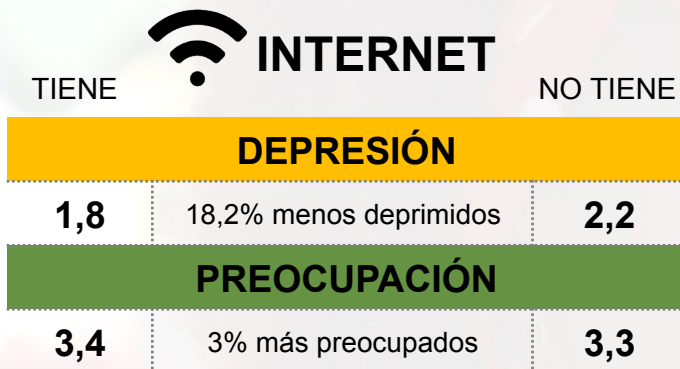 INTERNET
TIENE
NO TIENE
DEPRESIÓN
1,8 18,2% menos deprimidos 2,2
PREOCUPACIÓN
3,4 3% más preocupados 3,3